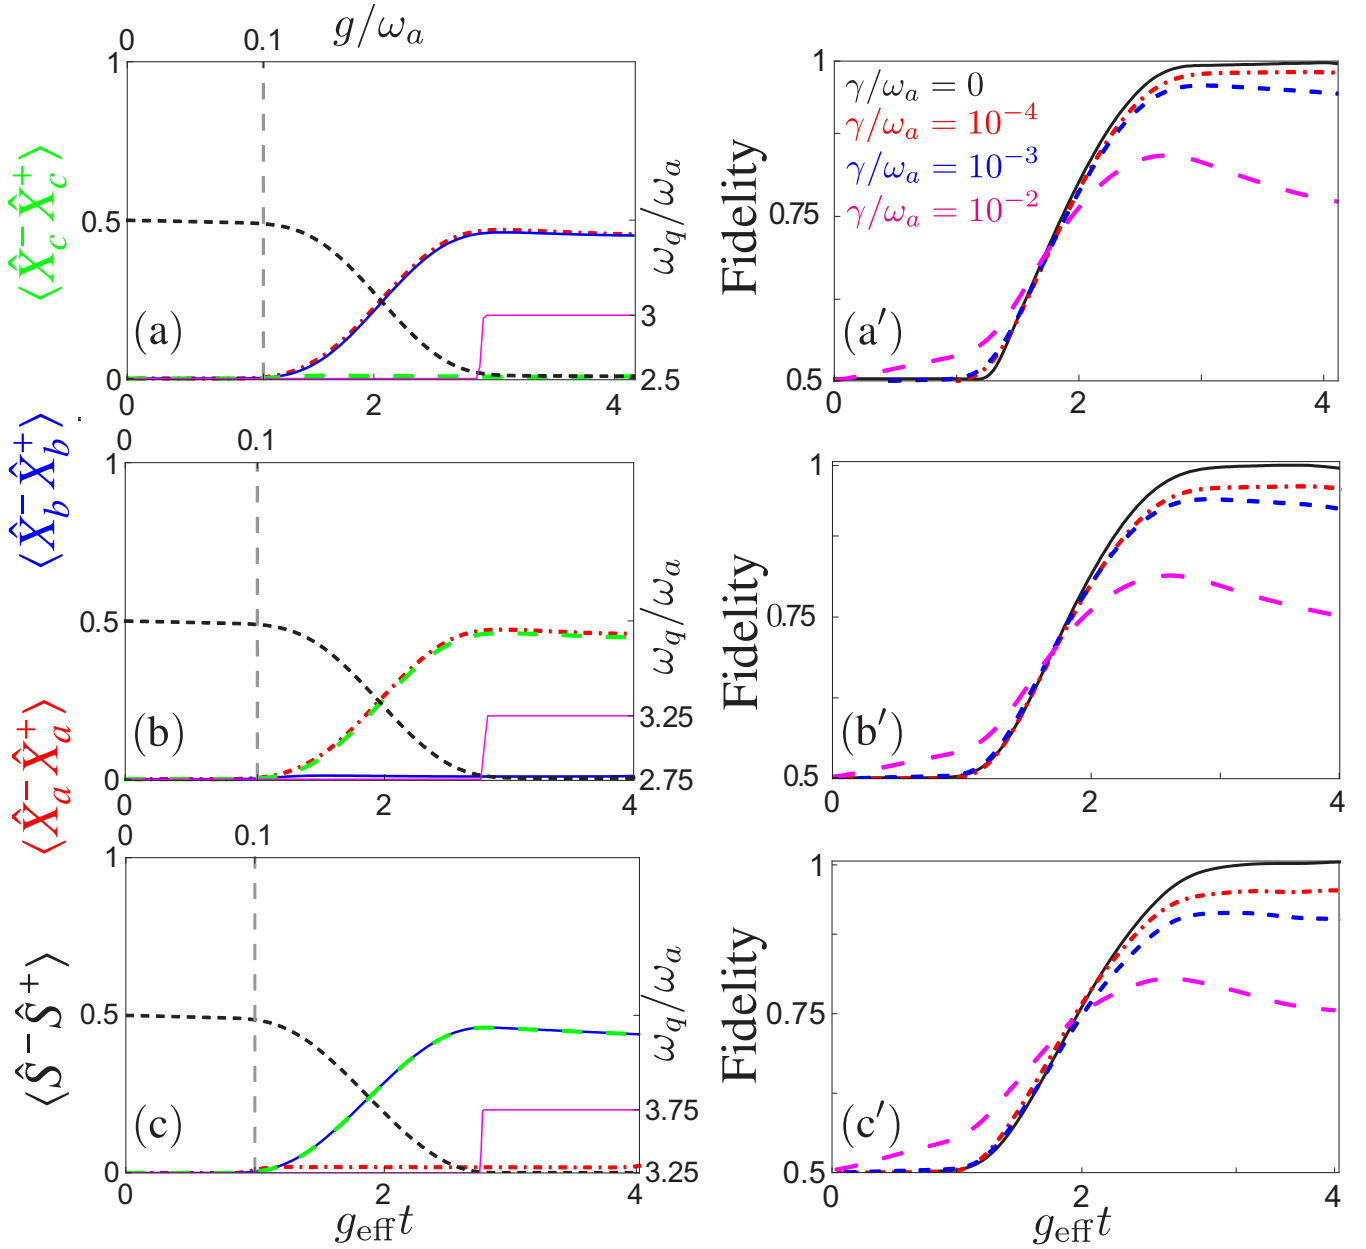 g/ω_a
0 0.1
1
0.5
0
⟨X̂_c^− X̂_c^+⟩
(a)
ω_q/ω_a
3
2.5
0 2 4
1
0.75
0.5
Fidelity
γ/ω_a = 0
γ/ω_a = 10^{−4}
γ/ω_a = 10^{−3}
γ/ω_a = 10^{−2}
(a′)
0 2 4
0 0.1
1
0.5
0
⟨X̂_b^− X̂_b^+⟩
(b)
ω_q/ω_a
3.25
2.75
0 2 4
1
0.75
0.5
Fidelity
(b′)
0 2 4
⟨X̂_a^− X̂_a^+⟩
0 0.1
1
0.5
0
⟨Ŝ^− Ŝ^+⟩
(c)
ω_q/ω_a
3.75
3.25
0 2 4
g_eff t
1
0.75
0.5
Fidelity
(c′)
0 2 4
g_eff t